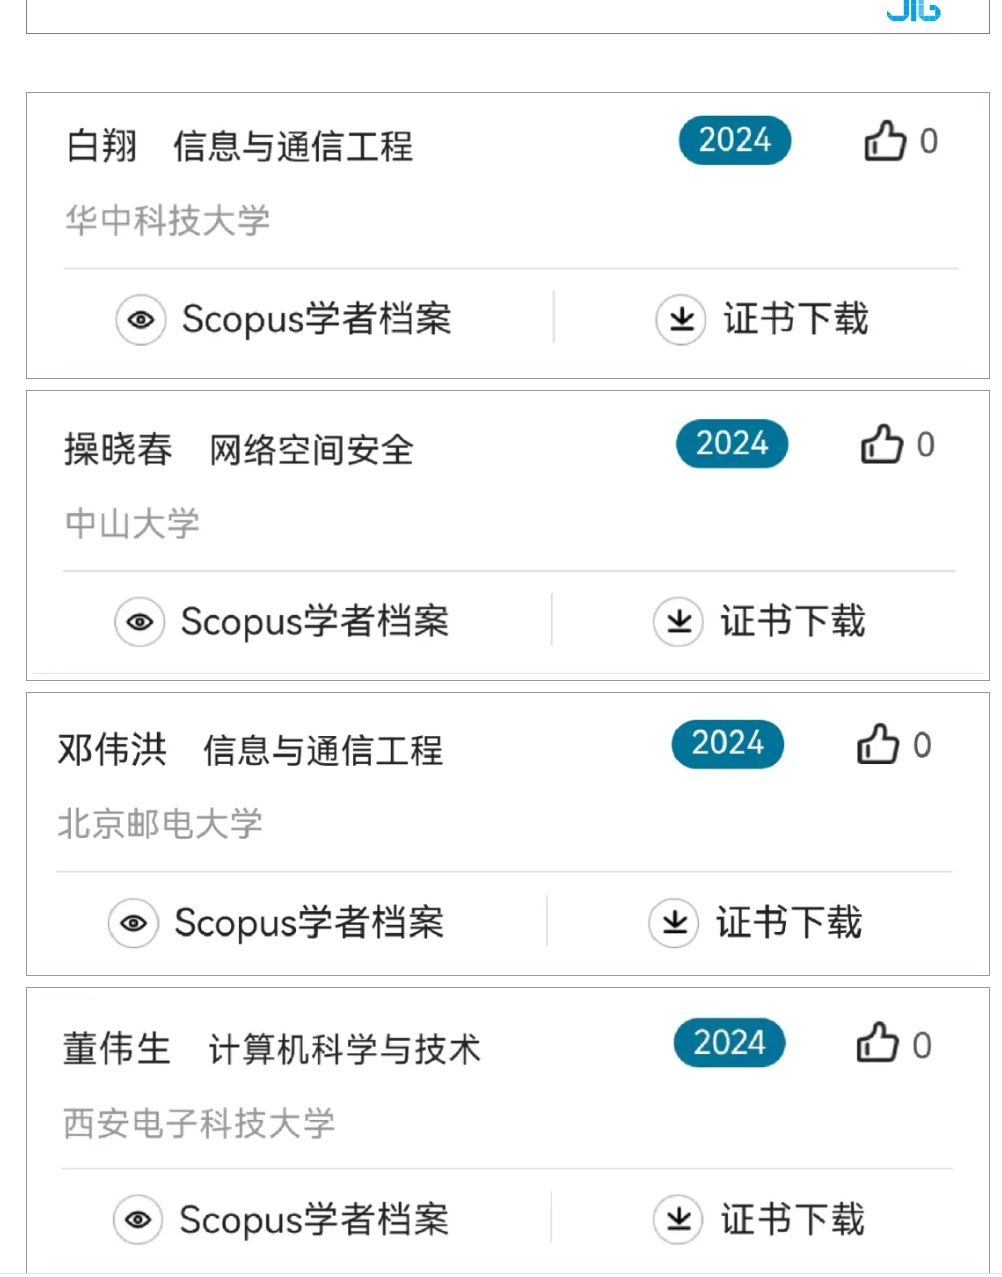 JIG
白翔 信息与通信工程 2024 0
华中科技大学
Scopus学者档案 证书下载
操晓春 网络空间安全 2024 0
中山大学
Scopus学者档案 证书下载
邓伟洪 信息与通信工程 2024 0
北京邮电大学
Scopus学者档案 证书下载
董伟生 计算机科学与技术 2024 0
西安电子科技大学
Scopus学者档案 证书下载